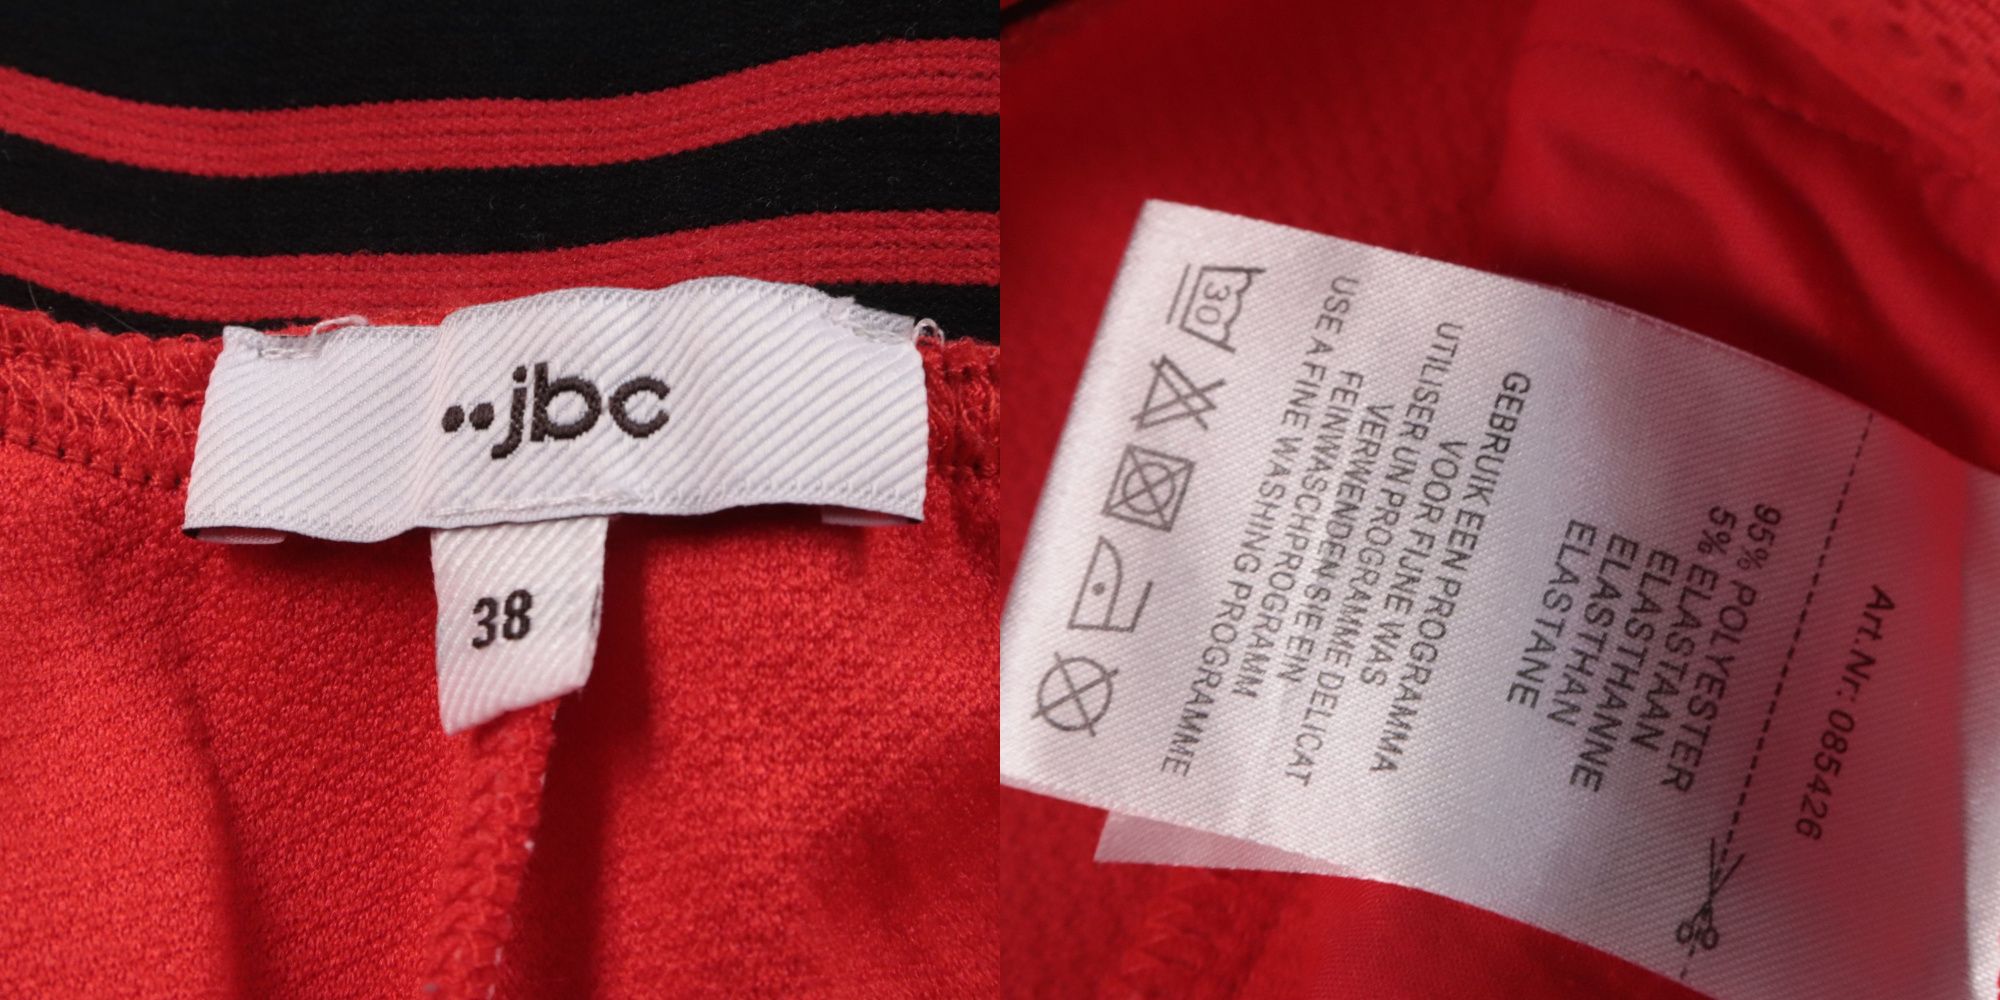 ••jbc
38
Art.Nr. 085426
95% POLYESTER
5% ELASTAAN
ELASTHANNE
ELASTHAN
ELASTANE
GEBRUIK EEN PROGRAMMA
VOOR FIJNE WAS
UTILISER UN PROGRAMME DELICAT
VERWENDEN SIE EIN
FEINWASCHPROGRAMM
USE A FINE WASHING PROGRAMME
30